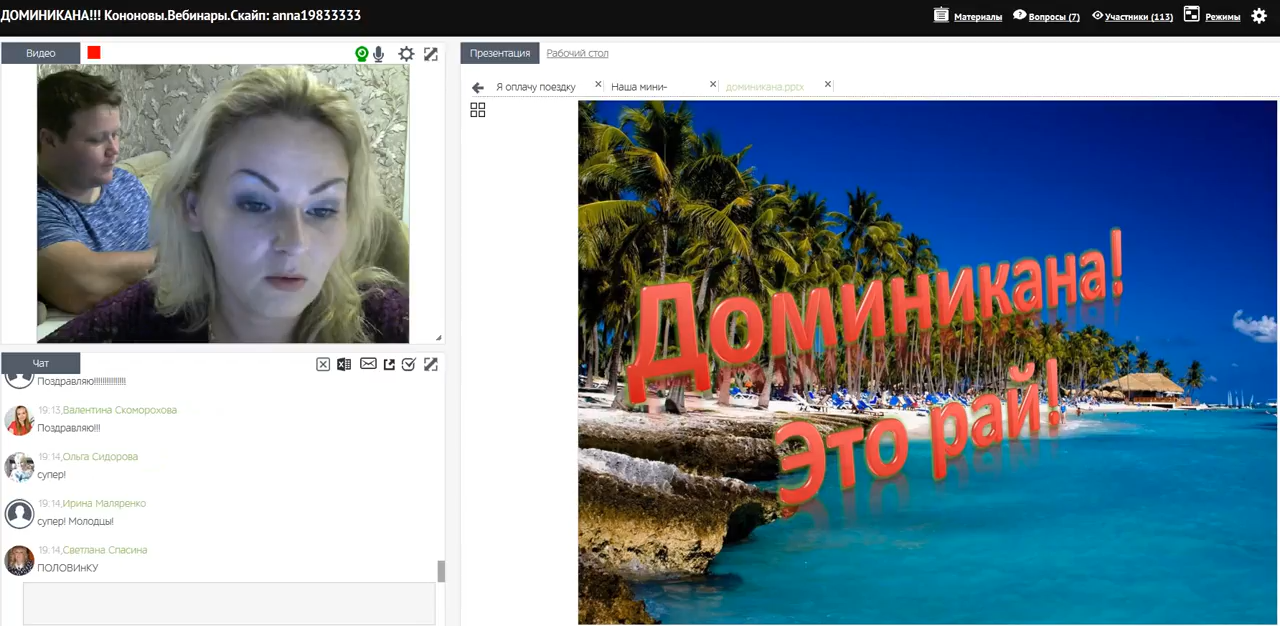 ДОМИНИКАНА!!! Кононовы.Вебинары.Скайп: anna19833333
Материалы
Вопросы (7)
Участники (113)
Режимы
Видео
Презентация
Рабочий стол
Я оплачу поездку
Наша мини-
доминикана.pptx
Доминикана!
Это рай!
Чат
Поздравляю!!!!!!!!!!!!!!!
19:13,Валентина Скоморохова
Поздравляю!!!
19:14,Ольга Сидорова
супер!
19:14,Ирина Маляренко
супер! Молодцы!
19:14,Светлана Спасина
ПОЛОВИнКУ